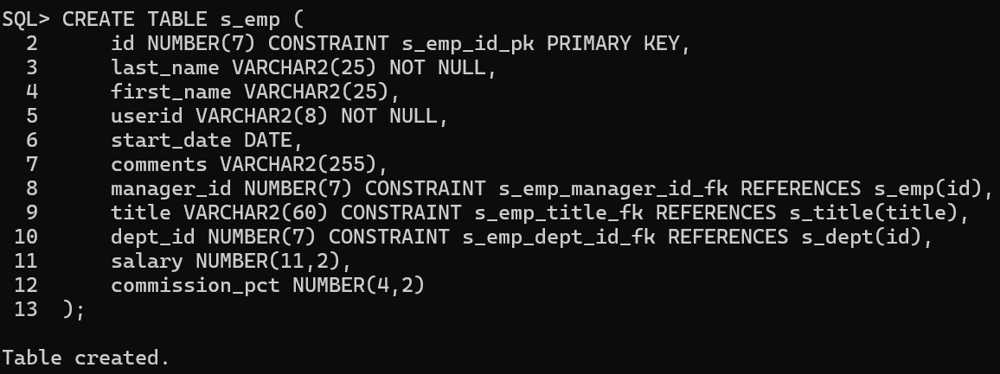 SQL> CREATE TABLE s_emp (
  2      id NUMBER(7) CONSTRAINT s_emp_id_pk PRIMARY KEY,
  3      last_name VARCHAR2(25) NOT NULL,
  4      first_name VARCHAR2(25),
  5      userid VARCHAR2(8) NOT NULL,
  6      start_date DATE,
  7      comments VARCHAR2(255),
  8      manager_id NUMBER(7) CONSTRAINT s_emp_manager_id_fk REFERENCES s_emp(id),
  9      title VARCHAR2(60) CONSTRAINT s_emp_title_fk REFERENCES s_title(title),
 10      dept_id NUMBER(7) CONSTRAINT s_emp_dept_id_fk REFERENCES s_dept(id),
 11      salary NUMBER(11,2),
 12      commission_pct NUMBER(4,2)
 13  );
Table created.